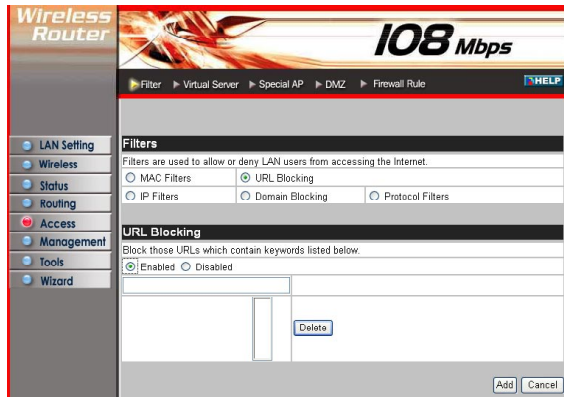 Wireless
Router
108 Mbps
Filter Virtual Server Special AP DMZ Firewall Rule HELP
LAN Setting
Wireless
Status
Routing
Access
Management
Tools
Wizard
Filters
Filters are used to allow or deny LAN users from accessing the Internet.
MAC Filters URL Blocking
IP Filters Domain Blocking Protocol Filters
URL Blocking
Block those URLs which contain keywords listed below.
Enabled Disabled
Delete
Add Cancel